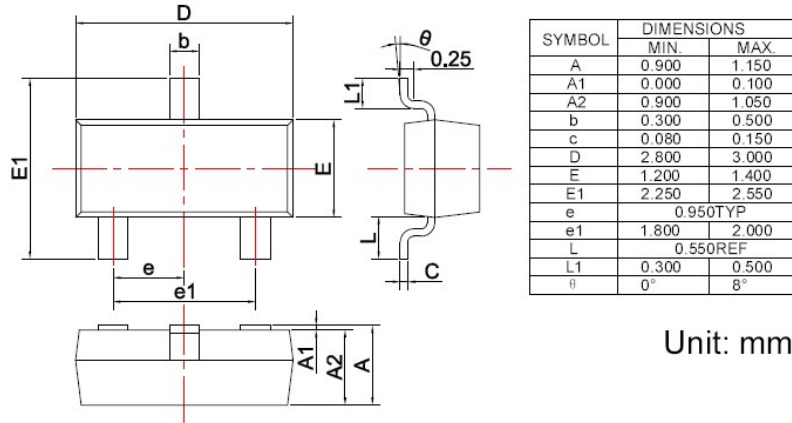 D
b
θ
0.25
L1
E1
E
L
C
e
e1
A1
A2
A
SYMBOL DIMENSIONS
MIN. MAX.
A 0.900 1.150
A1 0.000 0.100
A2 0.900 1.050
b 0.300 0.500
c 0.080 0.150
D 2.800 3.000
E 1.200 1.400
E1 2.250 2.550
e 0.950TYP
e1 1.800 2.000
L 0.550REF
L1 0.300 0.500
θ 0° 8°
Unit: mm